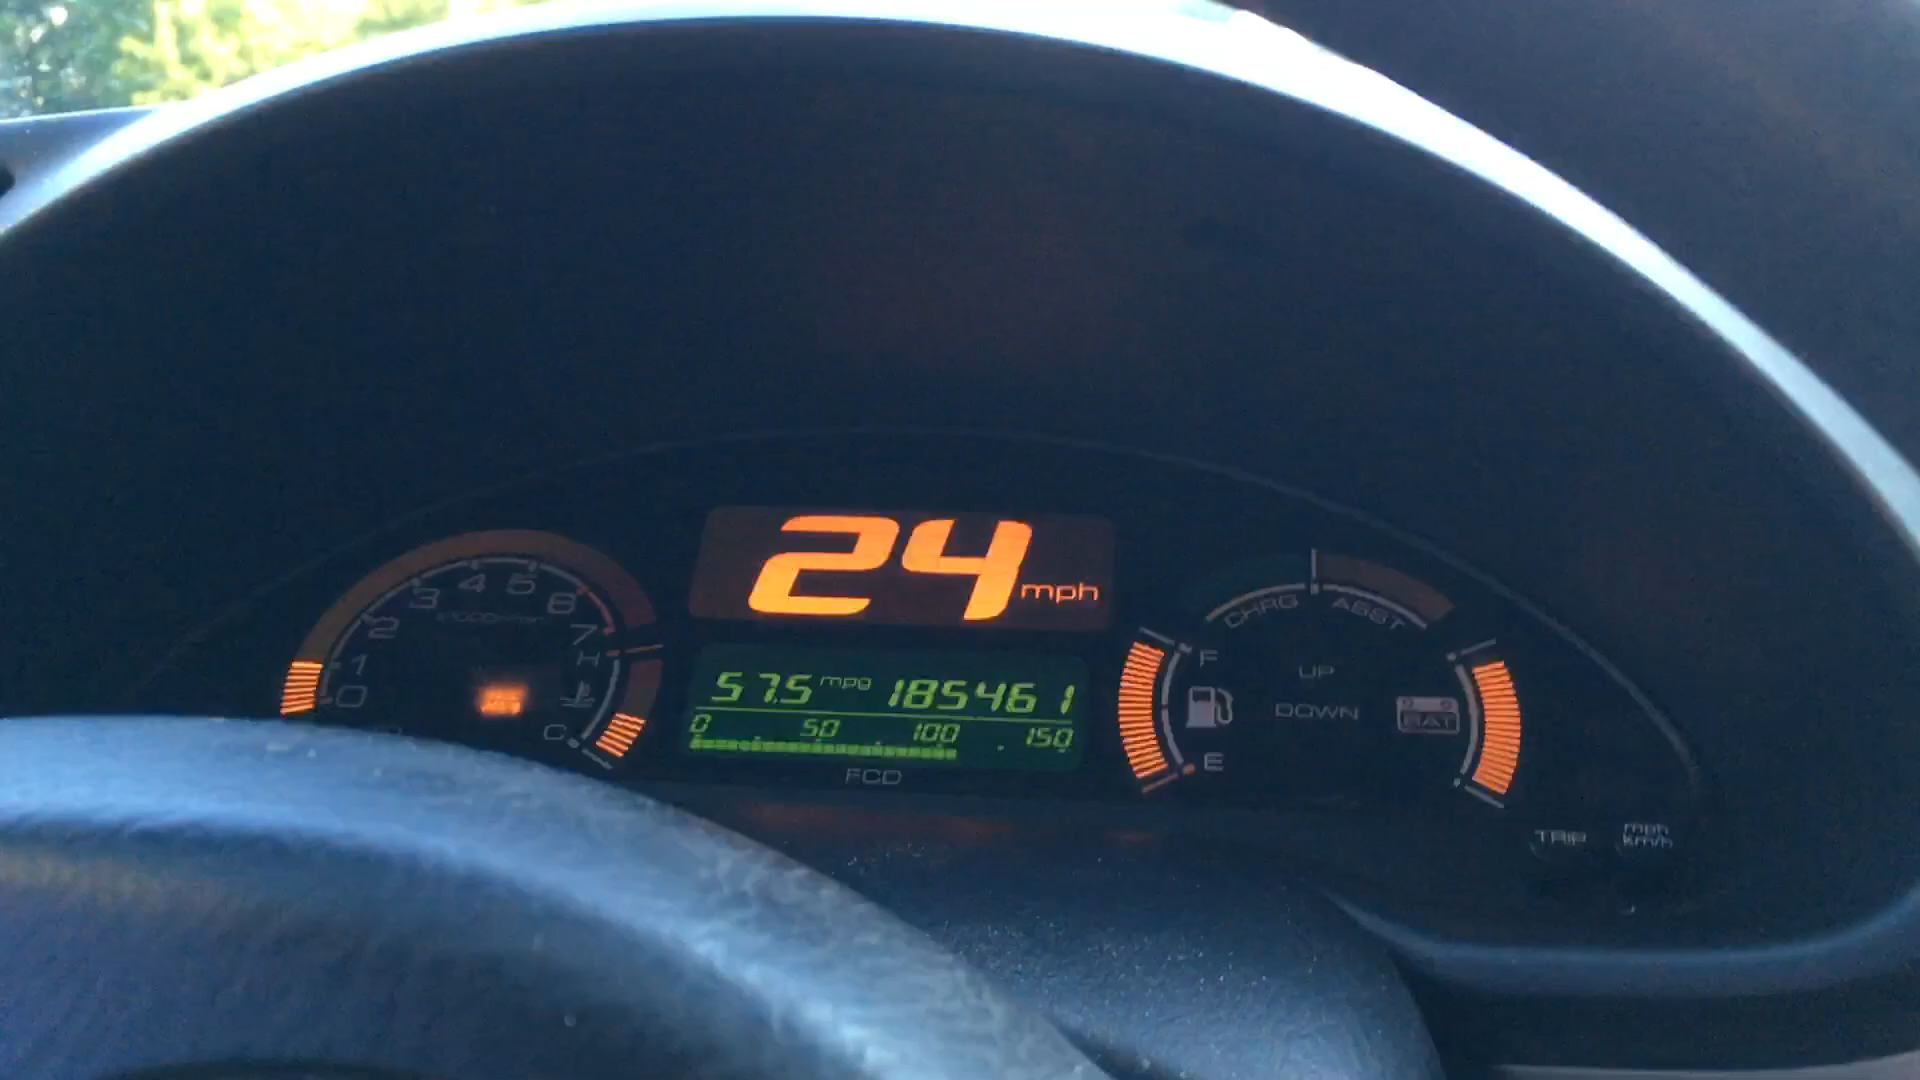 24 mph
57.5 mpg 185461
0 50 100 150
FCD
0 1 2 3 4 5 6 7
H
C
CHRG ASST
F
E
UP
DOWN
BAT
TRIP
mph
km/h